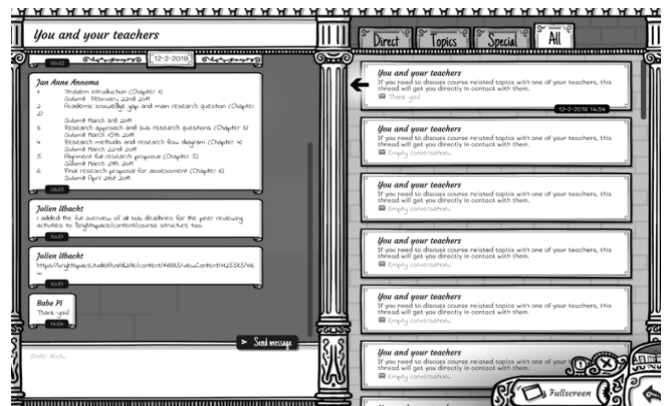 You and your teachers
12-2-2019
Jan Anne Annema
1 Problem introduction (Chapter 1)
Submit February 22nd 2019
2 Academic knowledge gap and main research question (Chapter
2)
Submit March 3rd 2019
3 Research approach and sub research questions (Chapter 3)
Submit March 15th 2019
4 Research methods and research flow diagram (Chapter 4)
Submit March 22nd 2019
5 Alignment full research proposal (Chapter 5)
Submit March 29th 2019
6 Final research proposal for assessment (Chapter 6)
Submit April 21st 2019
Jolien Ubacht
I added the full overview of all sub deadlines for the peer reviewing
activities to Brightspace/content/course structure too.
Jolien Ubacht
Babe Pi
Thank you!
14:54
Send message
Enter text...
Direct
Topics
Special
All
You and your teachers
If you need to discuss course related topics with one of your teachers, this
thread will get you directly in contact with them.
Thank you!
12-2-2019 14:54
You and your teachers
If you need to discuss course related topics with one of your teachers, this
thread will get you directly in contact with them.
Empty conversation...
You and your teachers
If you need to discuss course related topics with one of your teachers, this
thread will get you directly in contact with them.
Empty conversation...
You and your teachers
If you need to discuss course related topics with one of your teachers, this
thread will get you directly in contact with them.
Empty conversation...
You and your teachers
If you need to discuss course related topics with one of your teachers, this
thread will get you directly in contact with them.
Empty conversation...
You and your teachers
If you need to discuss course related topics with one of your teachers, this
thread will get you directly in contact with them.
Empty conversation...
Fullscreen